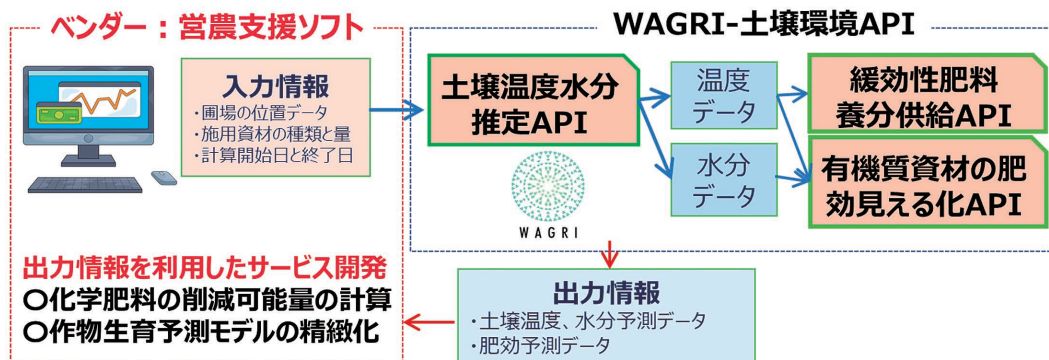 ベンダー：営農支援ソフト
入力情報
・圃場の位置データ
・施用資材の種類と量
・計算開始日と終了日
出力情報を利用したサービス開発
〇化学肥料の削減可能量の計算
〇作物生育予測モデルの精緻化
WAGRI-土壌環境API
土壌温度水分
推定API
WAGRI
温度
データ
水分
データ
緩効性肥料
養分供給API
有機質資材の肥
効見える化API
出力情報
・土壌温度、水分予測データ
・肥効予測データ